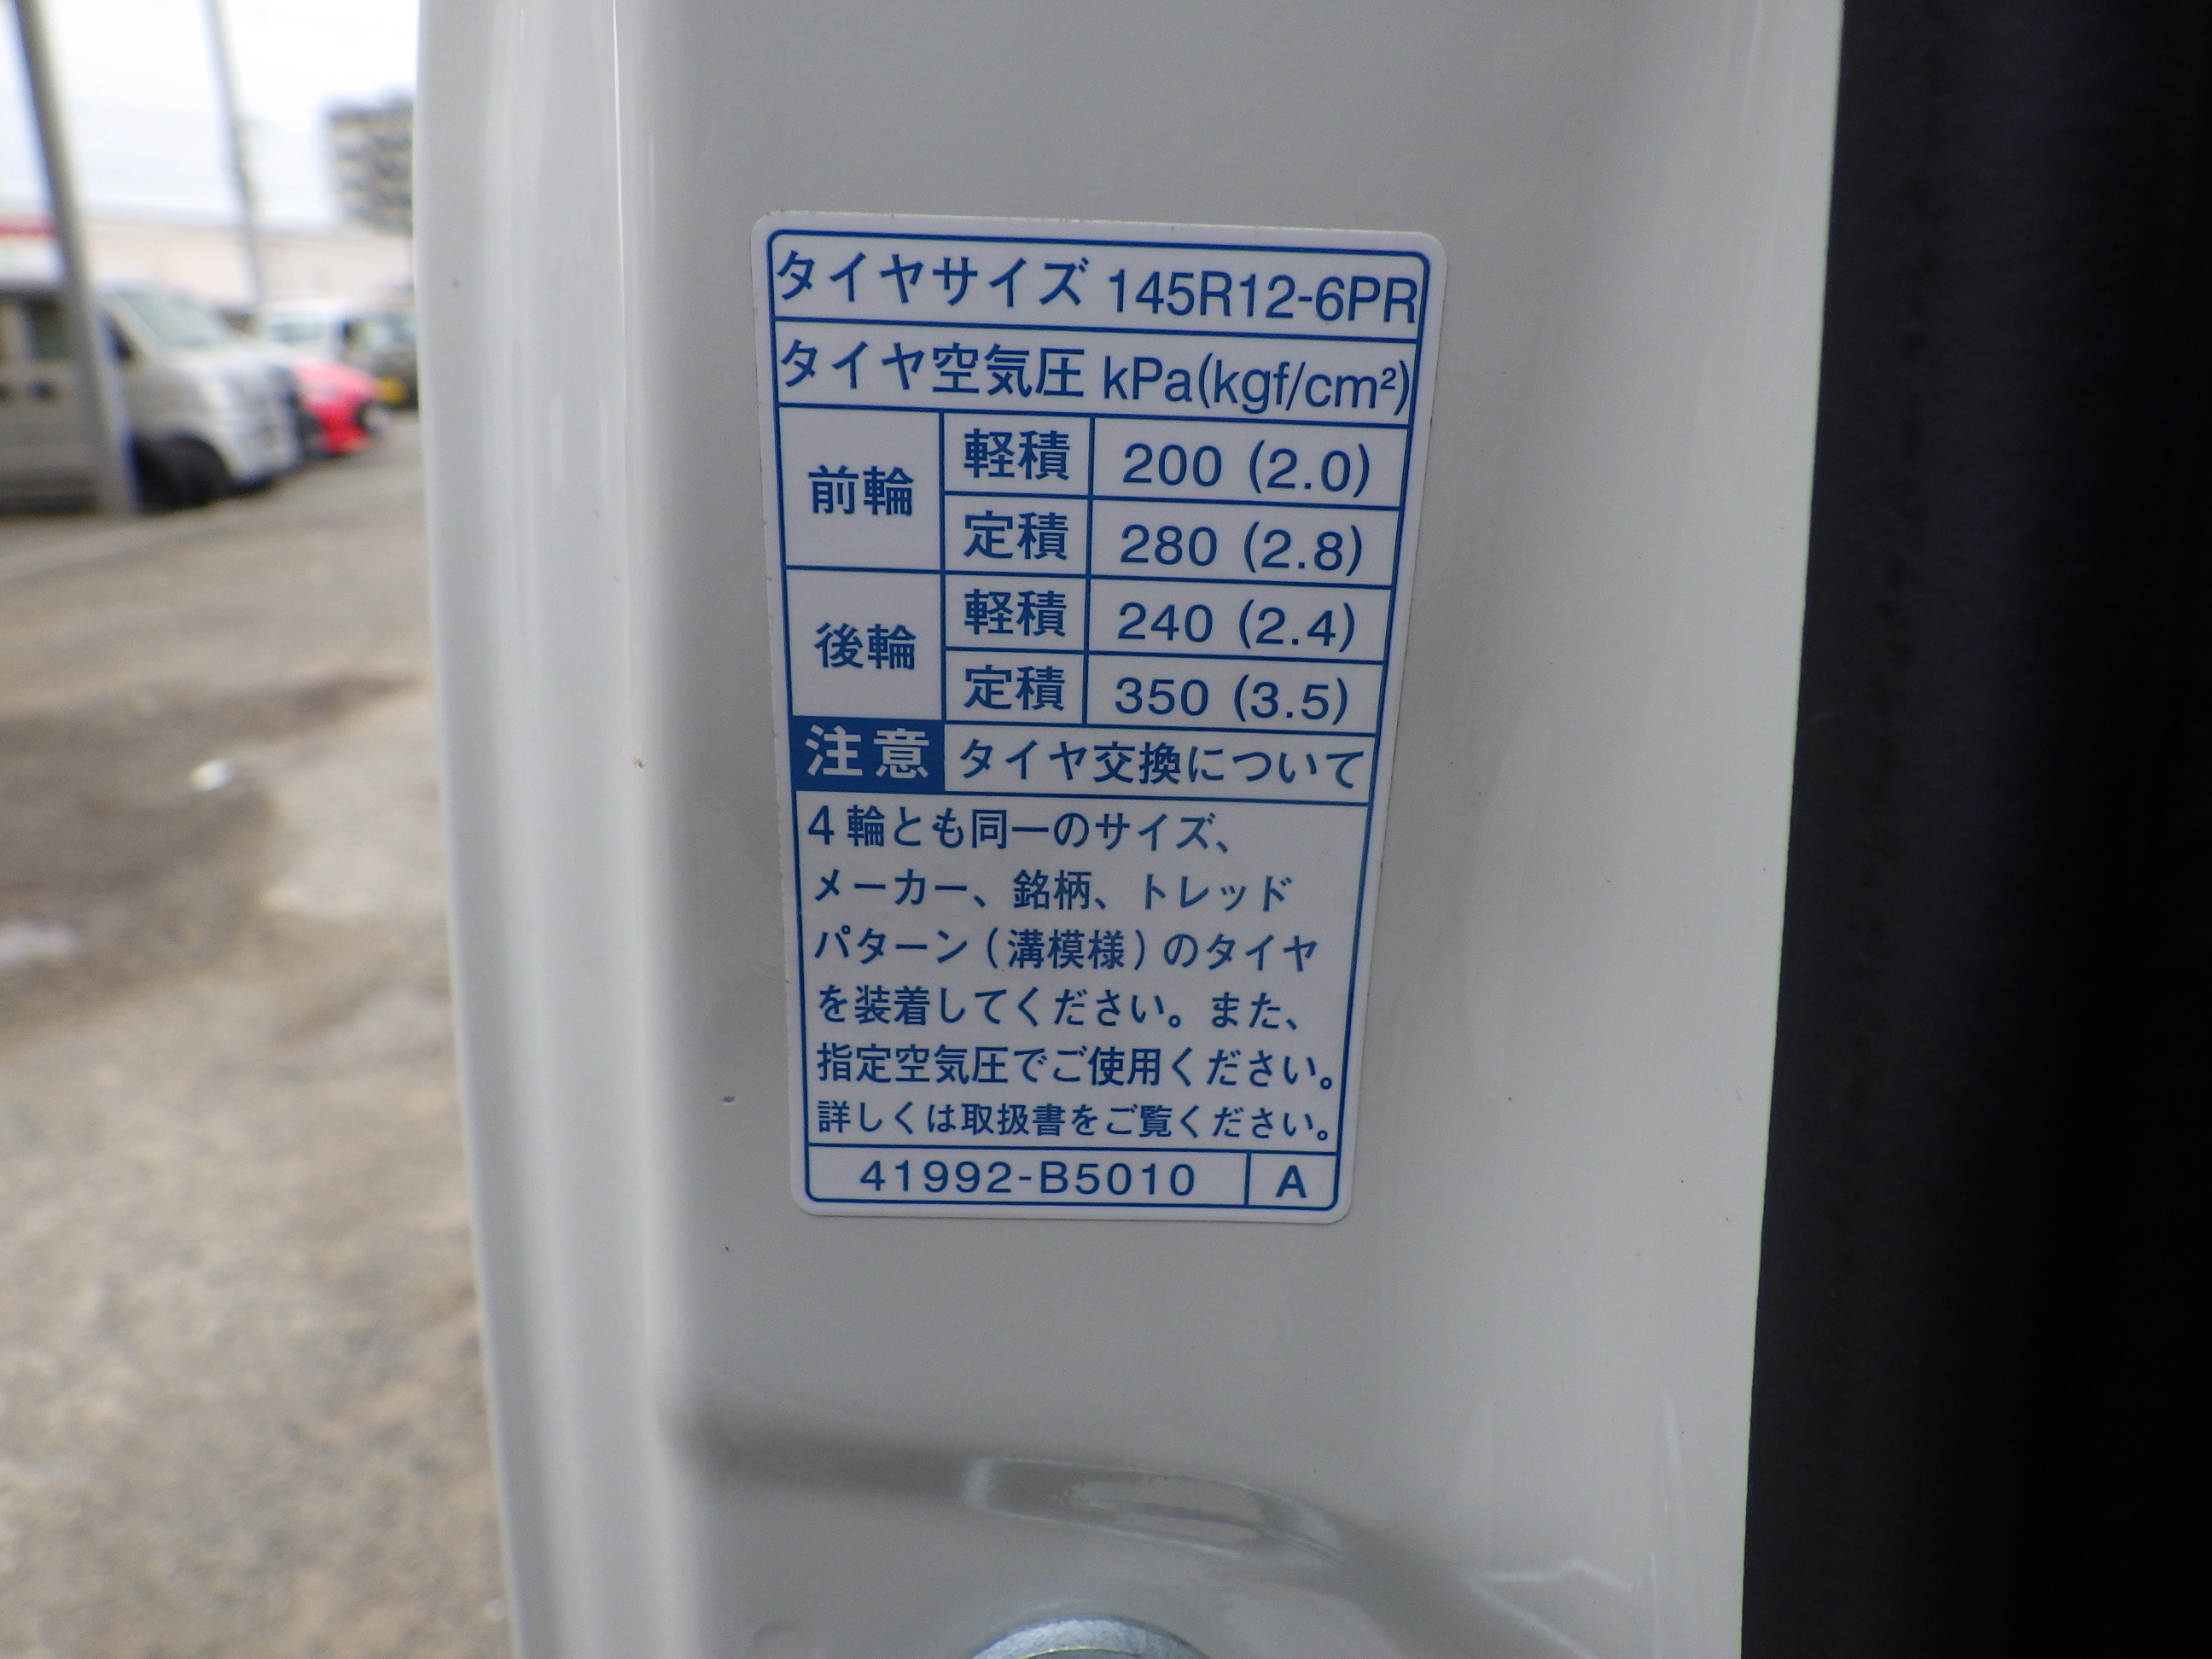 タイヤサイズ 145R12-6PR
タイヤ空気圧 kPa(kgf/cm²)
前輪 軽積 200 (2.0)
定積 280 (2.8)
後輪 軽積 240 (2.4)
定積 350 (3.5)
注意 タイヤ交換について
4輪とも同一のサイズ、
メーカー、銘柄、トレッド
パターン(溝模様)のタイヤ
を装着してください。また、
指定空気圧でご使用ください。
詳しくは取扱書をご覧ください。
41992-B5010 A